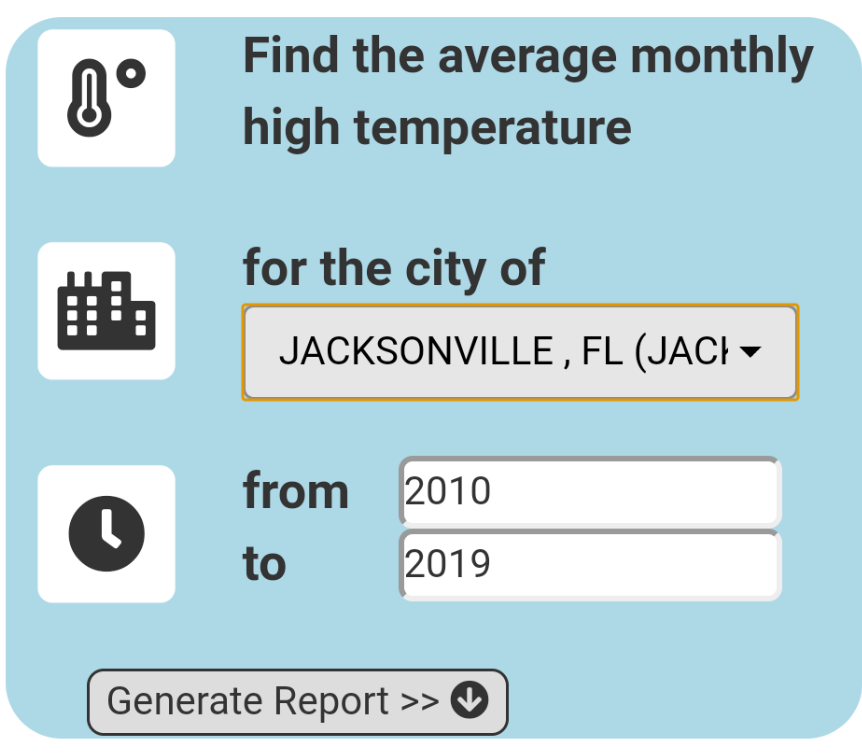 Find the average monthly
high temperature
for the city of
JACKSONVILLE , FL (JACK
from 2010
to 2019
Generate Report >>